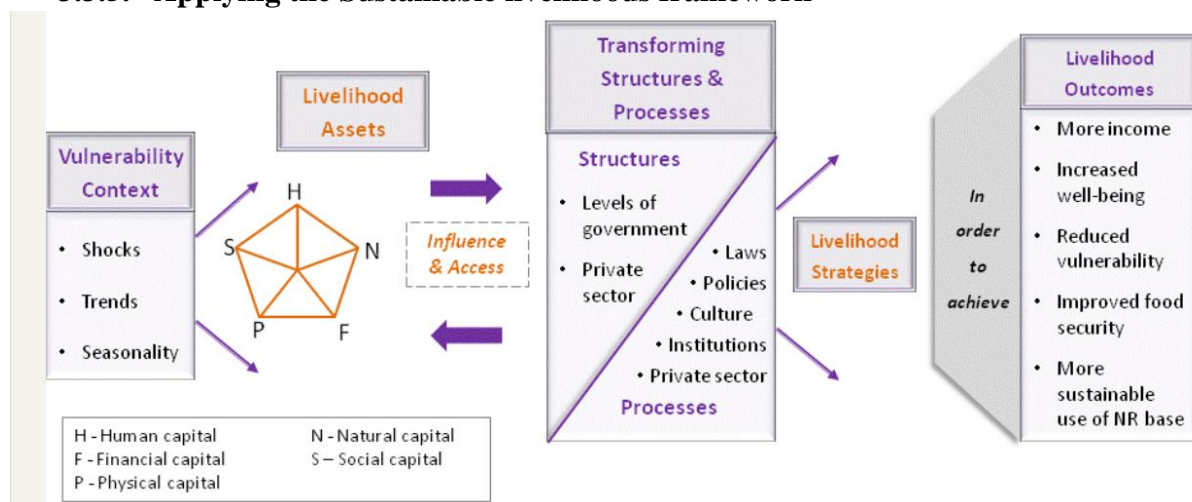 Vulnerability
Context
• Shocks
• Trends
• Seasonality
Livelihood
Assets
H
S
N
P
F
Influence
& Access
Transforming
Structures &
Processes
Structures
• Levels of
government
• Private
sector
• Laws
• Policies
• Culture
• Institutions
• Private sector
Processes
Livelihood
Strategies
In
order
to
achieve
Livelihood
Outcomes
• More income
• Increased
well-being
• Reduced
vulnerability
• Improved food
security
• More
sustainable
use of NR base
H - Human capital
N - Natural capital
F - Financial capital
S – Social capital
P - Physical capital